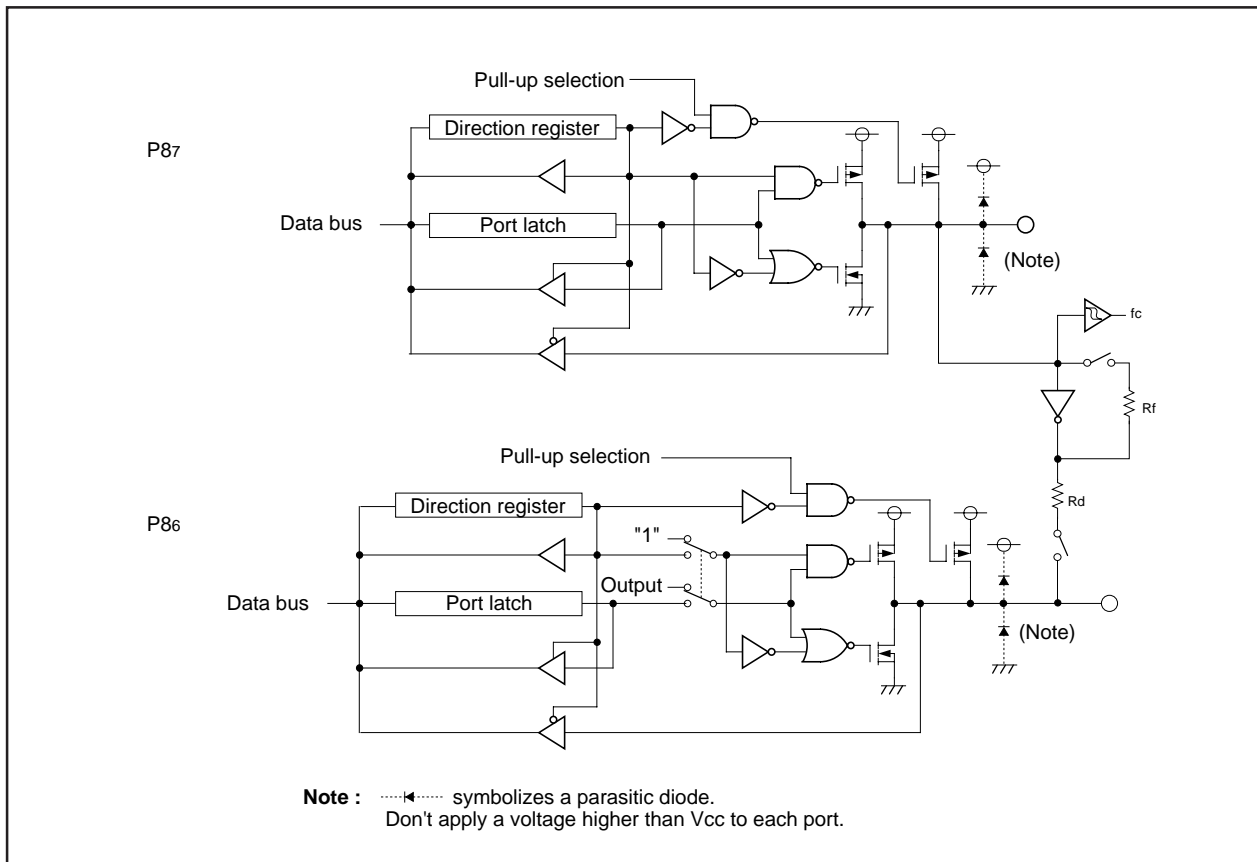 Pull-up selection
Direction register
P87
Data bus
Port latch
(Note)
fc
Rf
Pull-up selection
Rd
Direction register
P86
"1"
Output
Data bus
Port latch
(Note)
Note : symbolizes a parasitic diode.
Don't apply a voltage higher than Vcc to each port.